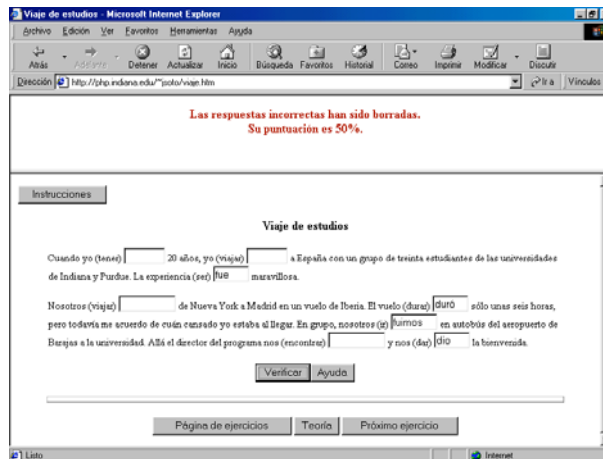 Viaje de estudios - Microsoft Internet Explorer
Archivo Edición Ver Favoritos Herramientas Ayuda
Atrás Adelante Detener Actualizar Inicio Búsqueda Favoritos Historial Correo Imprimir Modificar Discutir
Dirección http://php.indiana.edu/~jsoto/viaje.htm Ir a Vínculos
Las respuestas incorrectas han sido borradas.
Su puntuación es 50%.
Instrucciones
Viaje de estudios
Cuando yo (tener) 20 años, yo (viajar) a España con un grupo de treinta estudiantes de las universidades
de Indiana y Purdue. La experiencia (ser) fue maravillosa.
Nosotros (viajar) de Nueva York a Madrid en un vuelo de Iberia. El vuelo (durar) duró sólo unas seis horas,
pero todavía me acuerdo de cuán cansado yo estaba al llegar. En grupo, nosotros (ir) fuimos en autobús del aeropuerto de
Barajas a la universidad. Allá el director del programa nos (encontrar) y nos (dar) dio la bienvenida.
Verificar Ayuda
Página de ejercicios Teoría Próximo ejercicio
Listo Internet